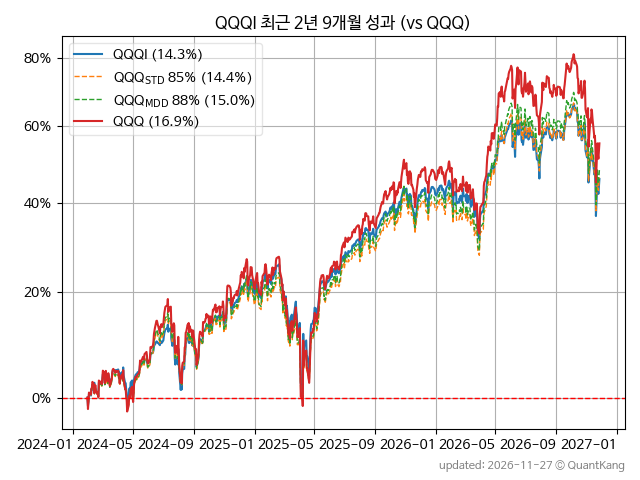 QQQI 최근 2년 9개월 성과 (vs QQQ)
QQQI (14.3%)
QQQSTD 85% (14.4%)
QQQMDD 88% (15.0%)
QQQ (16.9%)
80%
60%
40%
20%
0%
2024-01 2024-05 2024-09 2025-01 2025-05 2025-09 2026-01 2026-05 2026-09 2027-01
updated: 2026-11-27 © QuantKang